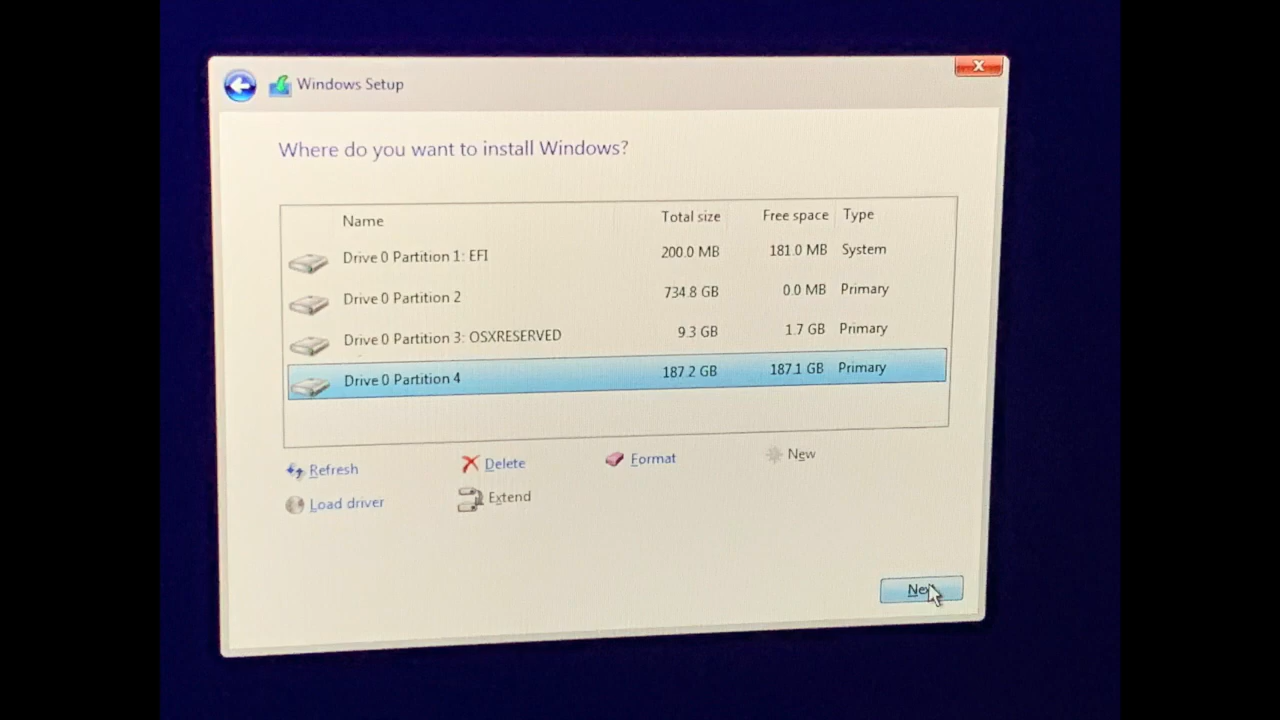 Windows Setup
Where do you want to install Windows?
Name Total size Free space Type
Drive 0 Partition 1: EFI 200.0 MB 181.0 MB System
Drive 0 Partition 2 734.8 GB 0.0 MB Primary
Drive 0 Partition 3: OSXRESERVED 9.3 GB 1.7 GB Primary
Drive 0 Partition 4 187.2 GB 187.1 GB Primary
Refresh Delete Format New
Load driver Extend